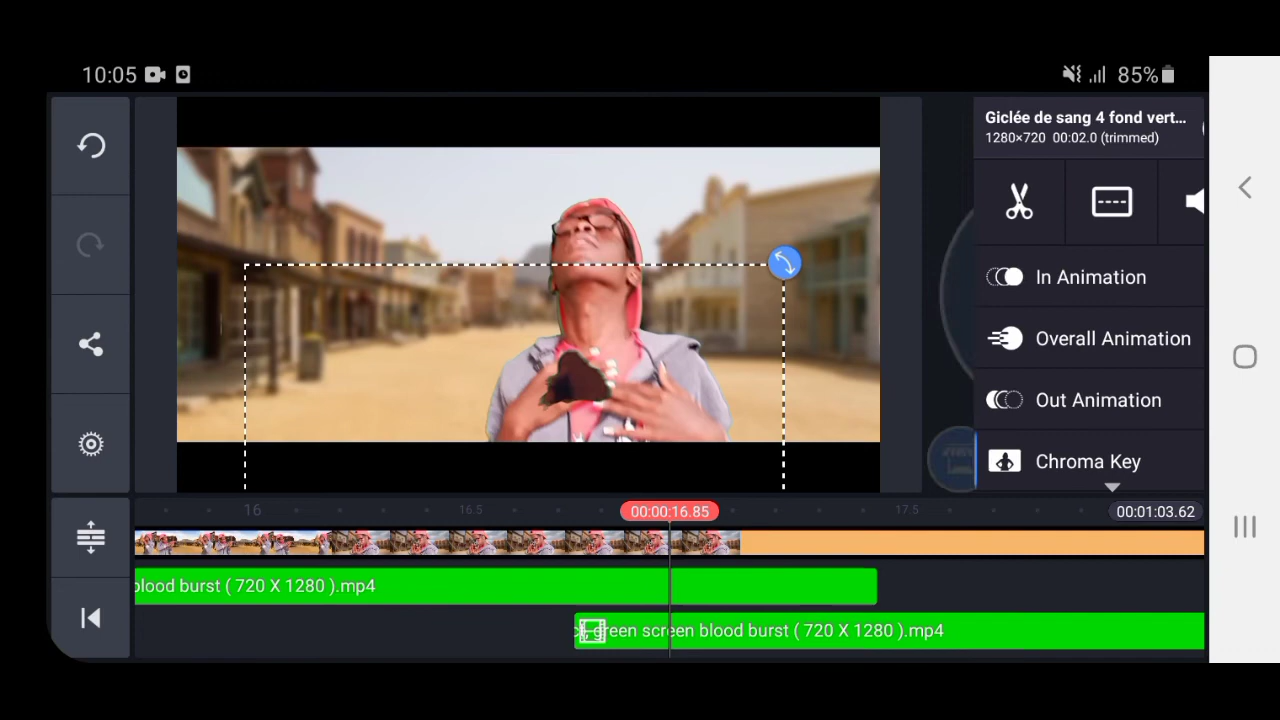 10:05
85%
Giclée de sang 4 fond vert...
1280×720 00:02.0 (trimmed)
In Animation
Overall Animation
Out Animation
Chroma Key
16
16.5
00:00:16.85
17.5
00:01:03.62
blood burst ( 720 X 1280 ).mp4
green screen blood burst ( 720 X 1280 ).mp4